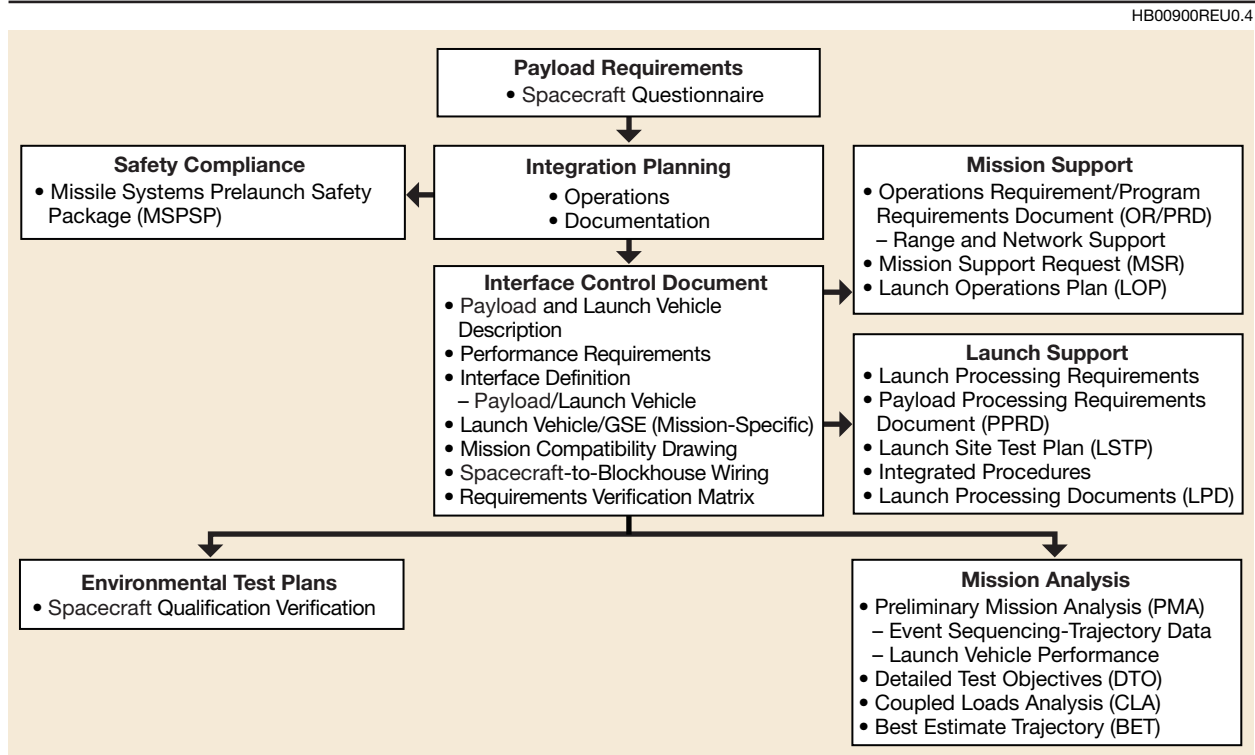 HB00900REU0.4
Payload Requirements
• Spacecraft Questionnaire
Safety Compliance
• Missile Systems Prelaunch Safety
Package (MSPSP)
Integration Planning
• Operations
• Documentation
Mission Support
• Operations Requirement/Program
Requirements Document (OR/PRD)
– Range and Network Support
• Mission Support Request (MSR)
• Launch Operations Plan (LOP)
Interface Control Document
• Payload and Launch Vehicle
Description
• Performance Requirements
• Interface Definition
– Payload/Launch Vehicle
• Launch Vehicle/GSE (Mission-Specific)
• Mission Compatibility Drawing
• Spacecraft-to-Blockhouse Wiring
• Requirements Verification Matrix
Launch Support
• Launch Processing Requirements
• Payload Processing Requirements
Document (PPRD)
• Launch Site Test Plan (LSTP)
• Integrated Procedures
• Launch Processing Documents (LPD)
Environmental Test Plans
• Spacecraft Qualification Verification
Mission Analysis
• Preliminary Mission Analysis (PMA)
– Event Sequencing-Trajectory Data
– Launch Vehicle Performance
• Detailed Test Objectives (DTO)
• Coupled Loads Analysis (CLA)
• Best Estimate Trajectory (BET)